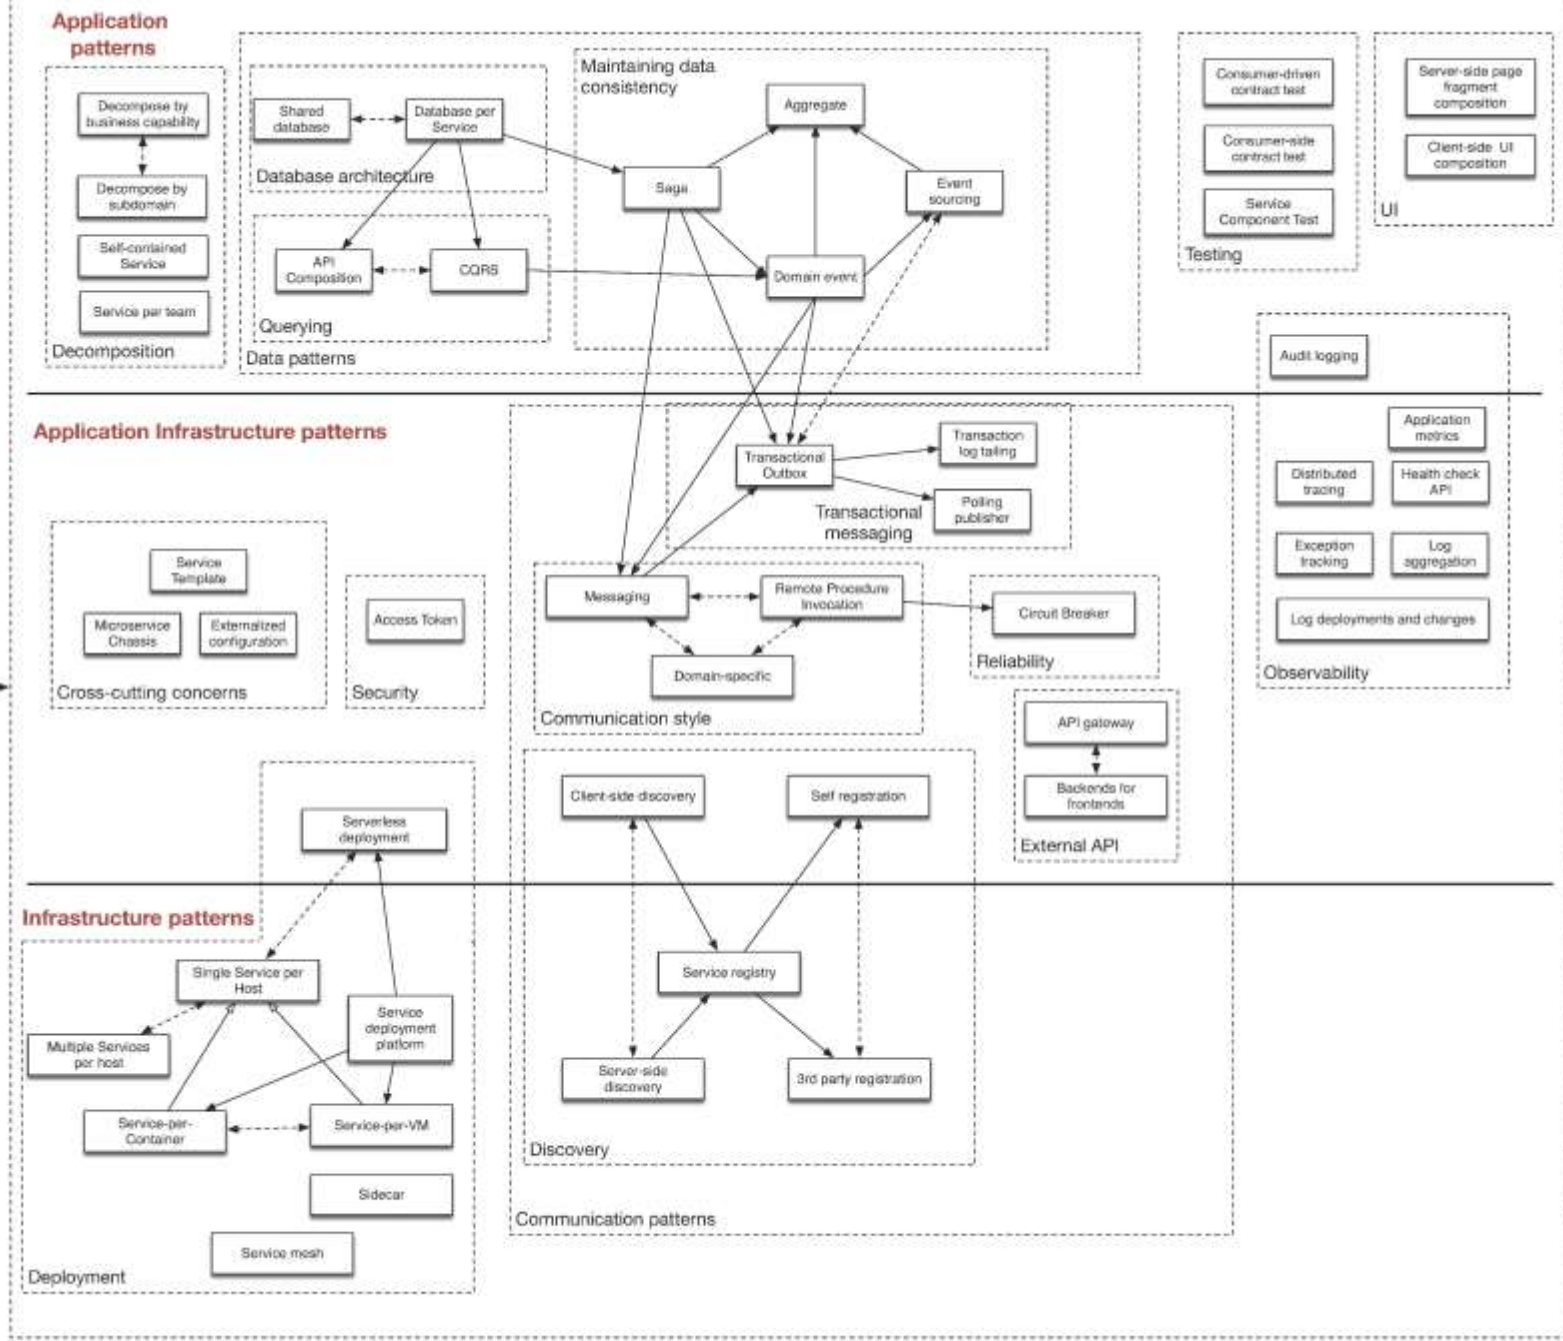 Application
patterns
Decompose by
business capability
Decompose by
subdomain
Self-contained
Service
Service per team
Decomposition
Shared
database
Database per
Service
Database architecture
API
Composition
CQRS
Querying
Data patterns
Maintaining data
consistency
Aggregate
Saga
Event
sourcing
Domain event
Consumer-driven
contract test
Consumer-side
contract test
Service
Component Test
Testing
Server-side page
fragment
composition
Client-side UI
composition
UI
Audit logging
Application
metrics
Distributed
tracing
Health check
API
Exception
tracking
Log
aggregation
Log deployments and changes
Observability
Application Infrastructure patterns
Service
Template
Microservice
Chassis
Externalized
configuration
Cross-cutting concerns
Access Token
Security
Transactional
Outbox
Transaction
log tailing
Polling
publisher
Transactional
messaging
Messaging
Remote Procedure
Invocation
Domain-specific
Communication style
Circuit Breaker
Reliability
API gateway
Backends for
frontends
External API
Client-side discovery
Self registration
Service registry
Server-side
discovery
3rd party registration
Discovery
Communication patterns
Infrastructure patterns
Serverless
deployment
Single Service per
Host
Service
deployment
platform
Multiple Services
per host
Service-per-
Container
Service-per-VM
Sidecar
Service mesh
Deployment